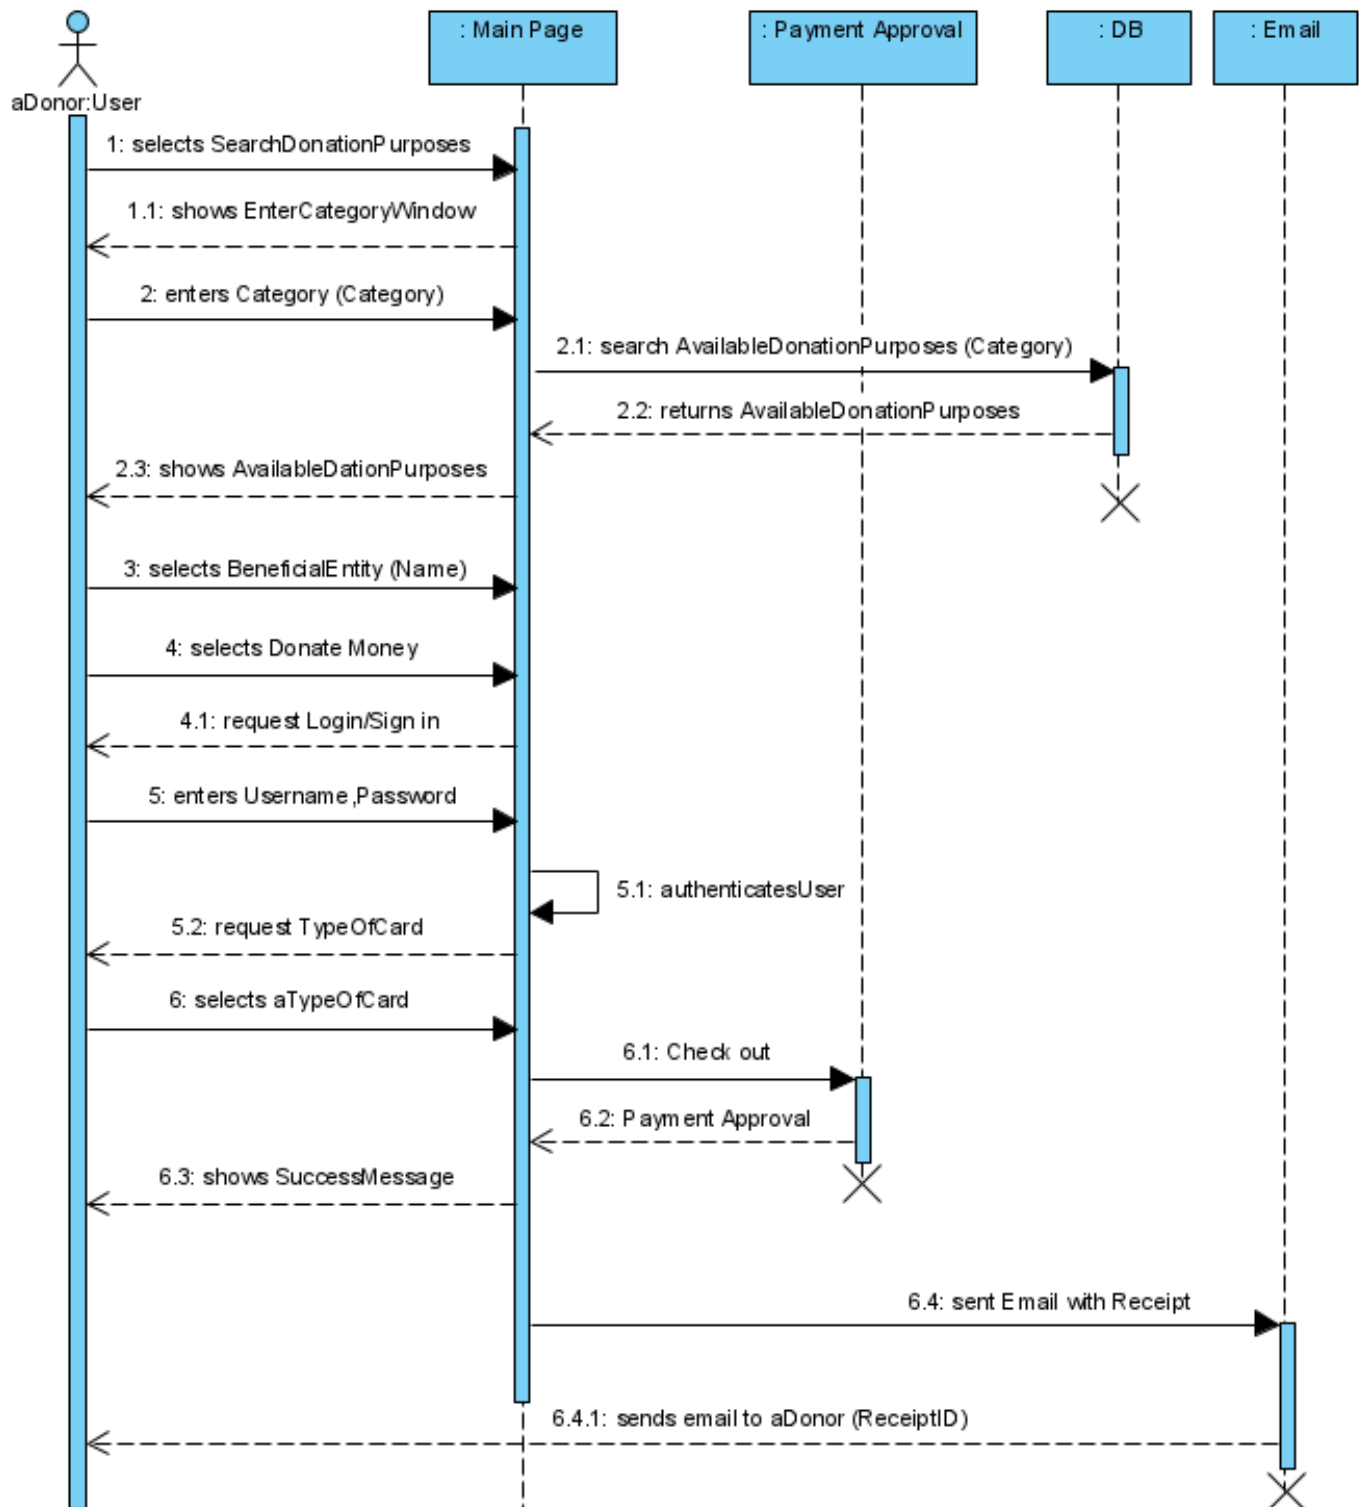 : Main Page
: Payment Approval
: DB
: Email
aDonor:User
1: selects SearchDonationPurposes
1.1: shows EnterCategoryWindow
2: enters Category (Category)
2.1: search AvailableDonationPurposes (Category)
2.2: returns AvailableDonationPurposes
2.3: shows AvailableDationPurposes
3: selects BeneficialEntity (Name)
4: selects Donate Money
4.1: request Login/Sign in
5: enters Username,Password
5.1: authenticatesUser
5.2: request TypeOfCard
6: selects aTypeOfCard
6.1: Check out
6.2: Payment Approval
6.3: shows SuccessMessage
6.4: sent Email with Receipt
6.4.1: sends email to aDonor (ReceiptID)